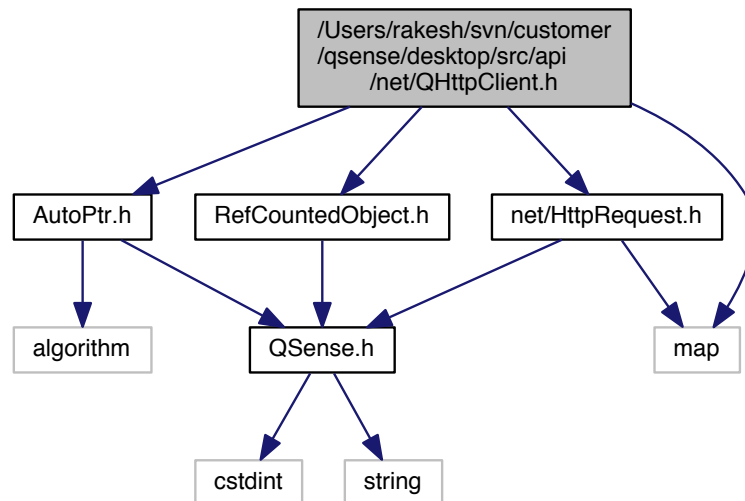 /Users/rakesh/svn/customer
/qsense/desktop/src/api
/net/QHttpClient.h
AutoPtr.h
RefCountedObject.h
net/HttpRequest.h
algorithm
QSense.h
map
cstdint
string